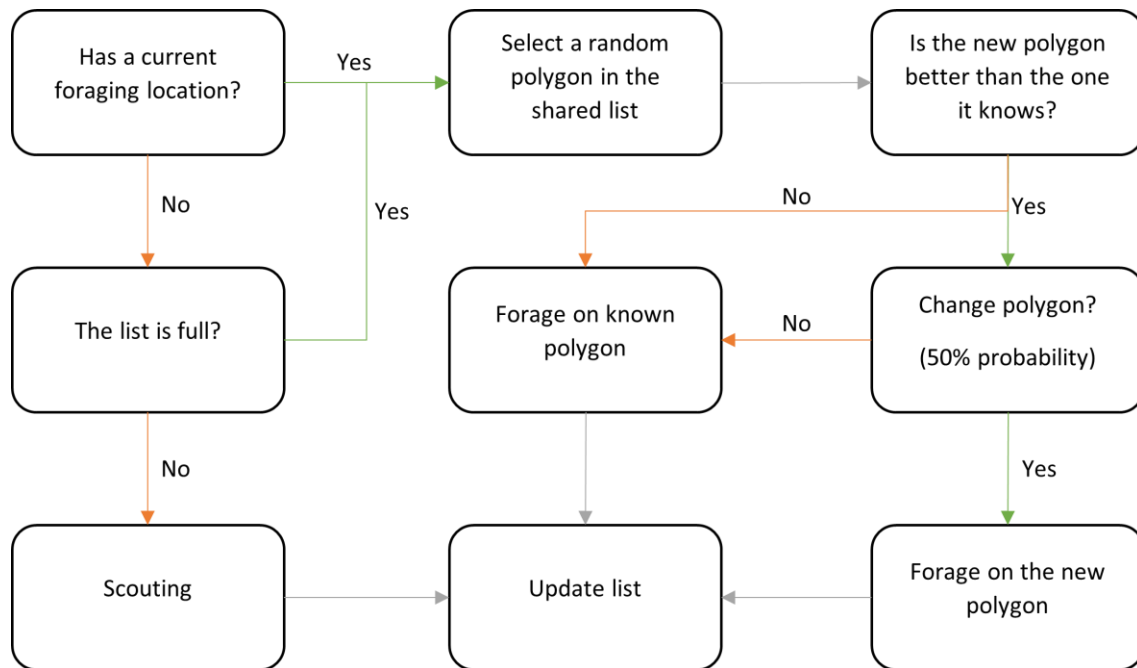 Has a current
foraging location?
Yes
Select a random
polygon in the
shared list
Is the new polygon
better than the one
it knows?
No
Yes
No
Yes
The list is full?
Forage on known
polygon
No
Change polygon?
(50% probability)
No
Yes
Scouting
Update list
Forage on the new
polygon